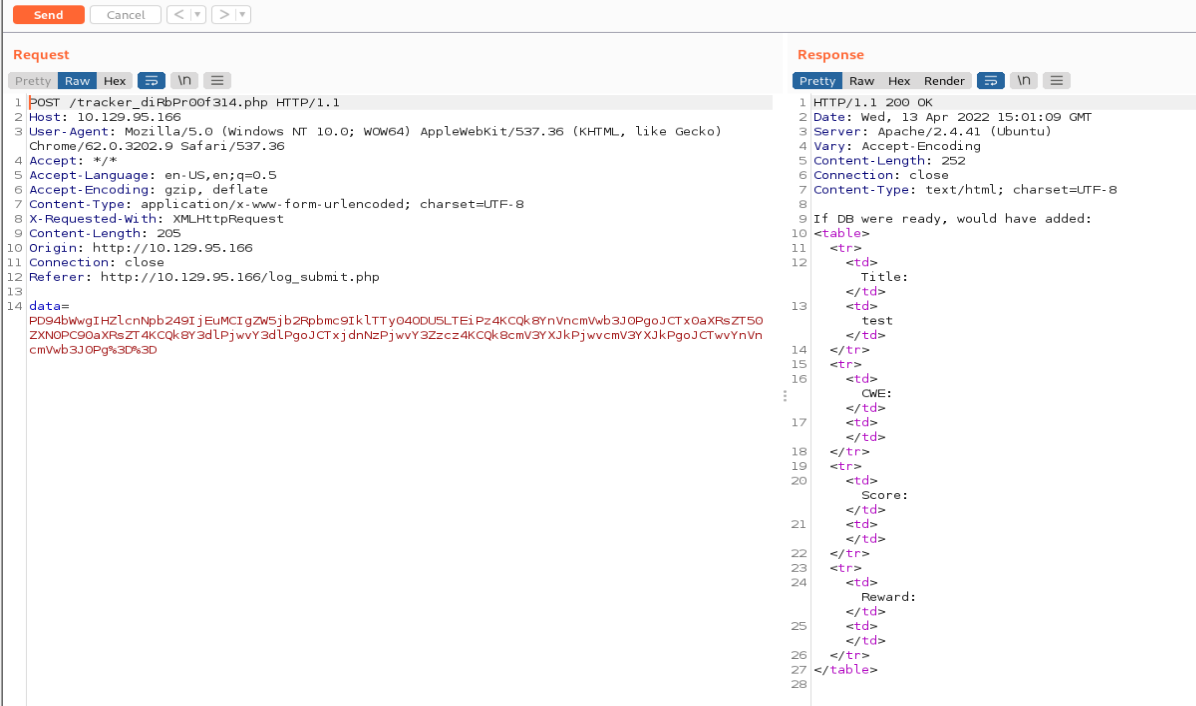 Send Cancel < ▾ > ▾
Request
Pretty Raw Hex \n
1 POST /tracker_diRbPr00f314.php HTTP/1.1
2 Host: 10.129.95.166
3 User-Agent: Mozilla/5.0 (Windows NT 10.0; WOW64) AppleWebKit/537.36 (KHTML, like Gecko)
Chrome/62.0.3202.9 Safari/537.36
4 Accept: */*
5 Accept-Language: en-US,en;q=0.5
6 Accept-Encoding: gzip, deflate
7 Content-Type: application/x-www-form-urlencoded; charset=UTF-8
8 X-Requested-With: XMLHttpRequest
9 Content-Length: 205
10 Origin: http://10.129.95.166
11 Connection: close
12 Referer: http://10.129.95.166/log_submit.php
13
14 data=
PD94bWwgIHZlcnNpb249IjEuMCIgZW5jb2Rpbmc9IklTTy04ODU5LTEiPz4KCQk8YnVncmVwb3J0PgoJCTx0aXRsZT50
ZXN0PC90aXRsZT4KCQk8Y3dlPjwvY3dlPgoJCTxjdnNzPjwvY3Zzcz4KCQk8cmV3YXJkPjwvcmV3YXJkPgoJCTwvYnVn
cmVwb3J0Pg%3D%3D
Response
Pretty Raw Hex Render \n
1 HTTP/1.1 200 OK
2 Date: Wed, 13 Apr 2022 15:01:09 GMT
3 Server: Apache/2.4.41 (Ubuntu)
4 Vary: Accept-Encoding
5 Content-Length: 252
6 Connection: close
7 Content-Type: text/html; charset=UTF-8
8
9 If DB were ready, would have added:
10 <table>
11 <tr>
12 <td>
Title:
</td>
13 <td>
test
</td>
14 </tr>
15 <tr>
16 <td>
CWE:
</td>
17 <td>
</td>
18 </tr>
19 <tr>
20 <td>
Score:
</td>
21 <td>
</td>
22 </tr>
23 <tr>
24 <td>
Reward:
</td>
25 <td>
</td>
26 </tr>
27 </table>
28